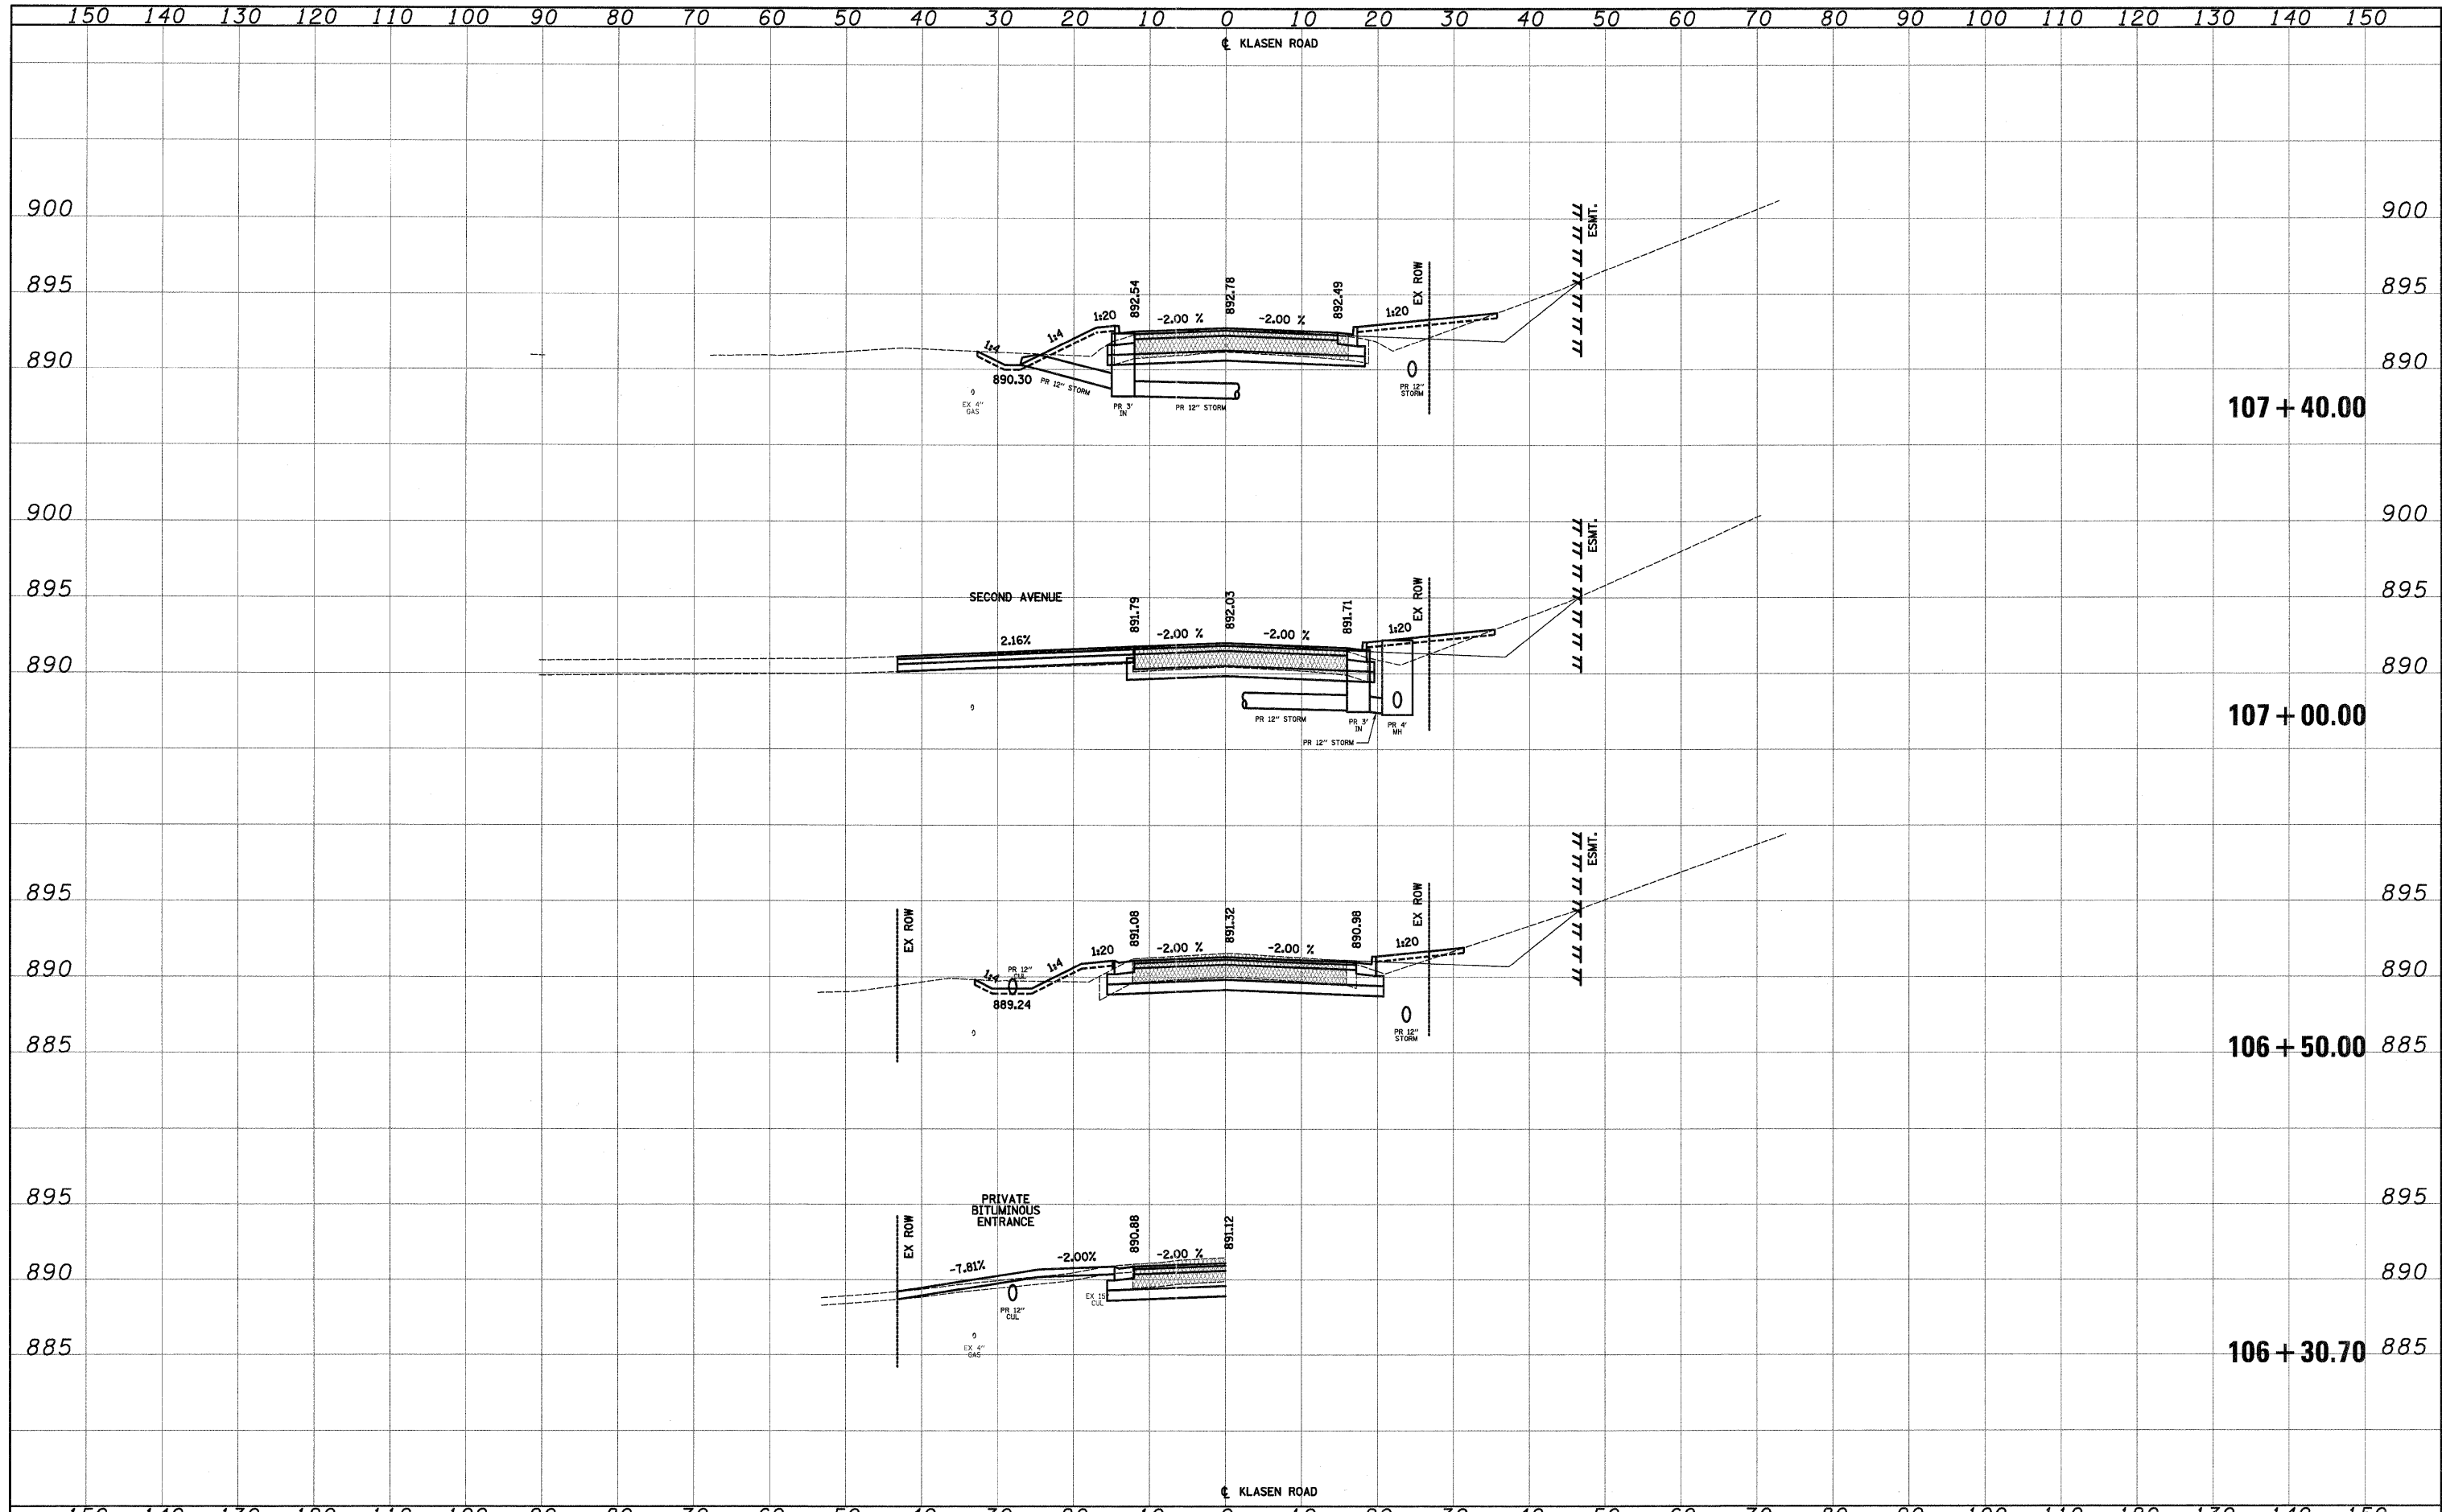 150 140 130 120 110 100 90 80 70 60 50 40 30 20 10 0 10 20 30 40 50 60 70 80 90 100 110 120 130 140 150
℄ KLASEN ROAD
900 900
ESMT.
895 895
892.54 892.78 892.49 EX ROW
1:4 1:4 1:20 -2.00 % -2.00 % 1:20
890 890
890.30 PR 12" STORM
EX 4"
GAS
PR 3'
IN
PR 12" STORM
PR 12"
STORM
107+40.00
900 900
ESMT.
895 895
SECOND AVENUE
891.79 892.03 891.71 EX ROW
2.16% -2.00 % -2.00 % 1:20
890 890
PR 12" STORM
PR 3'
IN
PR 4'
MH
PR 12" STORM
107+00.00
ESMT.
895 895
EX ROW 891.08 891.32 890.98 EX ROW
1:4 PR 12"
CUL
1:4 1:20 -2.00 % -2.00 % 1:20
890 890
889.24
PR 12"
STORM
885 106+50.00 885
895 895
PRIVATE
BITUMINOUS
ENTRANCE
EX ROW 890.88 891.12
-7.81% -2.00% -2.00 %
890 890
PR 12"
CUL
EX 15"
CUL
EX 4"
GAS
885 106+30.70 885
℄ KLASEN ROAD